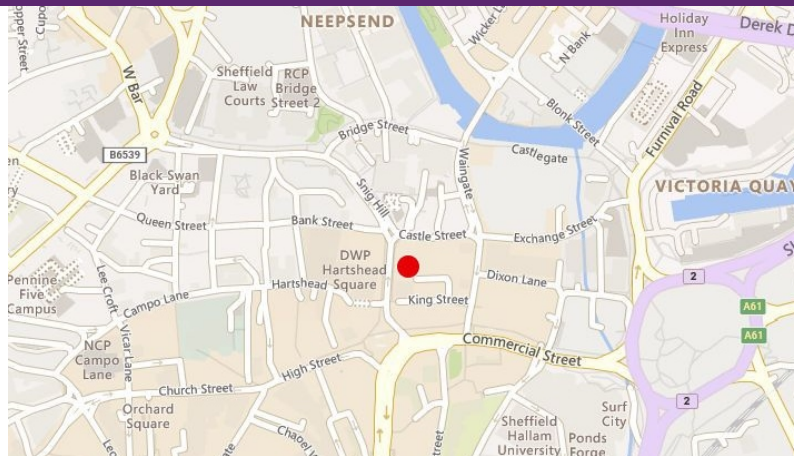 NEEPSEND
Holiday
Inn
Express
Derek D
opper Street
Cupo
W Bar
Sheffield
Law
Courts
RCP
Bridge
Street 2
Wicker L
N Bank
Blonk Street
Furnival Road
Bridge Street
Waingate
Castlegate
B6539
Black Swan
Yard
Snig Hill
VICTORIA QUAY
Queen Street
Bank Street
Castle Street
Exchange Street
DWP
Hartshead
Square
Dixon Lane
2
Pennine
Five
Campus
Lee Croft
Campo Lane
Hartshead
King Street
A61
A61
NCP
Campo
Lane
Vicar Lane
High Street
Commercial Street
Church Street
2
Orchard
Square
Chapel W
Sheffield
Hallam
University
Ponds
Forge
Surf
City